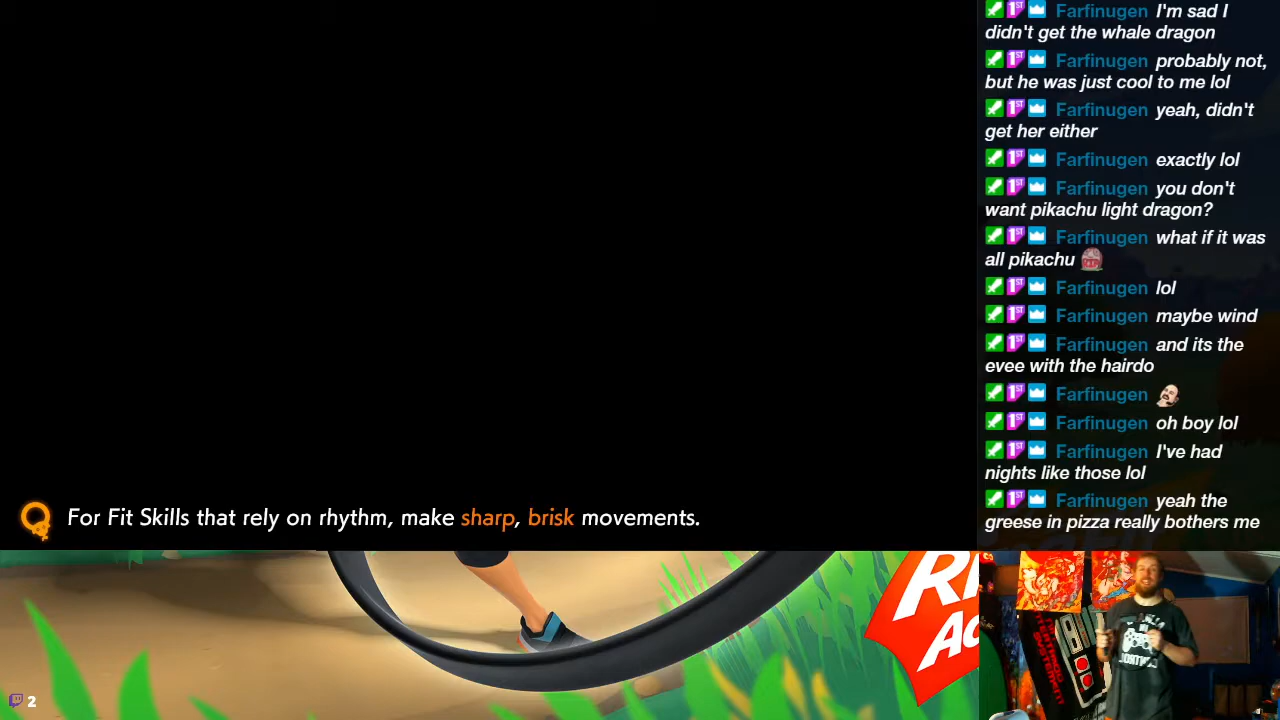 Farfinugen I'm sad I
didn't get the whale dragon
Farfinugen probably not,
but he was just cool to me lol
Farfinugen yeah, didn't
get her either
Farfinugen exactly lol
Farfinugen you don't
want pikachu light dragon?
Farfinugen what if it was
all pikachu
Farfinugen lol
Farfinugen maybe wind
Farfinugen and its the
evee with the hairdo
Farfinugen
Farfinugen oh boy lol
Farfinugen I've had
nights like those lol
Farfinugen yeah the
greese in pizza really bothers me
For Fit Skills that rely on rhythm, make sharp, brisk movements.
2